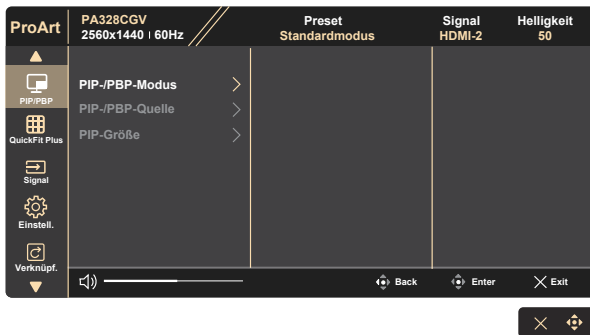 ProArt
PA328CGV
2560x1440 | 60Hz
Preset
Standardmodus
Signal
HDMI-2
Helligkeit
50
PIP/PBP
QuickFit Plus
Signal
Einstell.
Verknüpf.
PIP-/PBP-Modus
PIP-/PBP-Quelle
PIP-Größe
Back
Enter
Exit